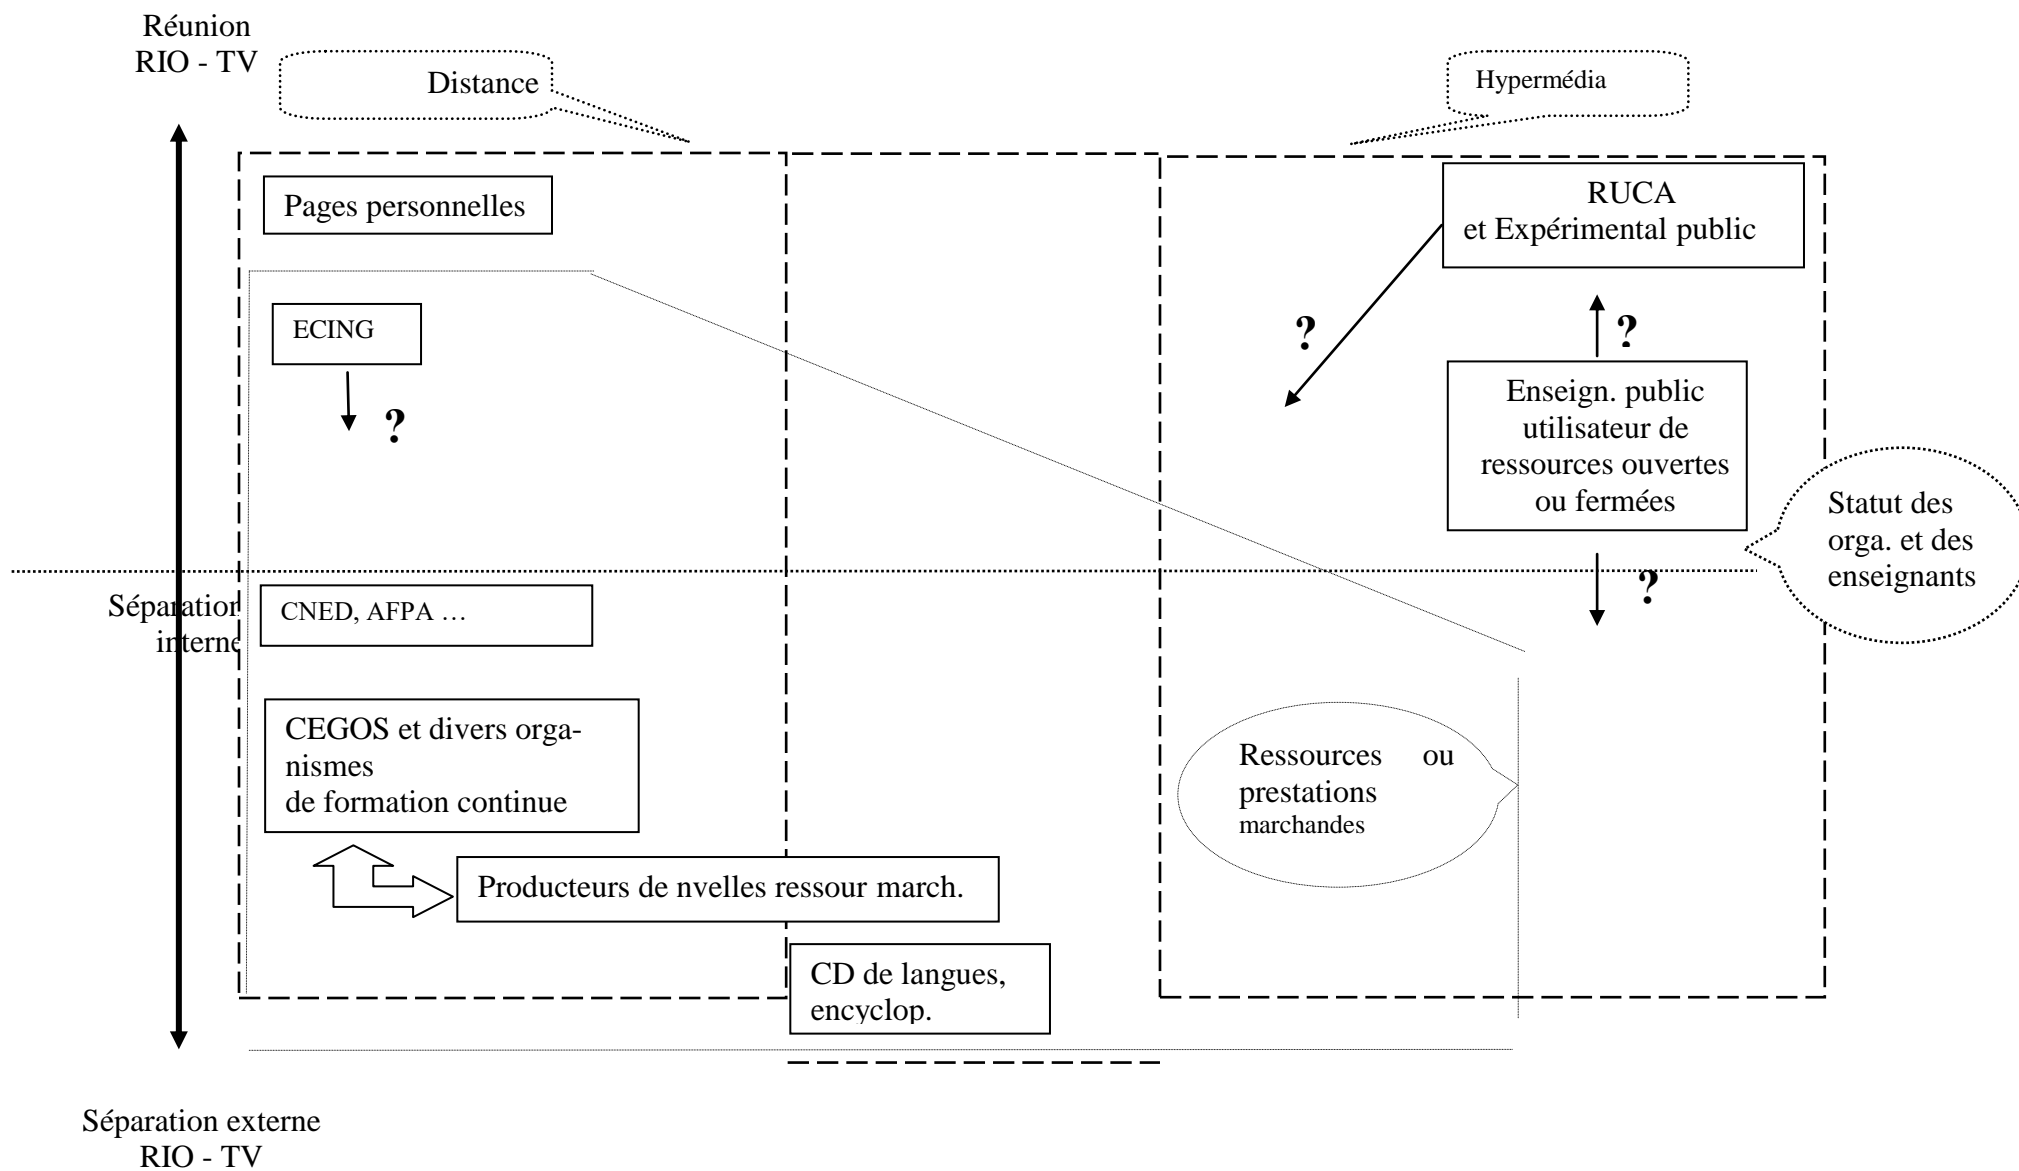 Réunion
RIO - TV
Distance
Hypermédia
Pages personnelles
RUCA
et Expérimental public
ECING
?
?
?
Enseign. public
utilisateur de
ressources ouvertes
ou fermées
Statut des
orga. et des
enseignants
Séparation
interne
CNED, AFPA ...
?
CEGOS et divers orga-
nismes
de formation continue
Ressources ou
prestations
marchandes
Producteurs de nvelles ressour march.
CD de langues,
encyclop.
Séparation externe
RIO - TV